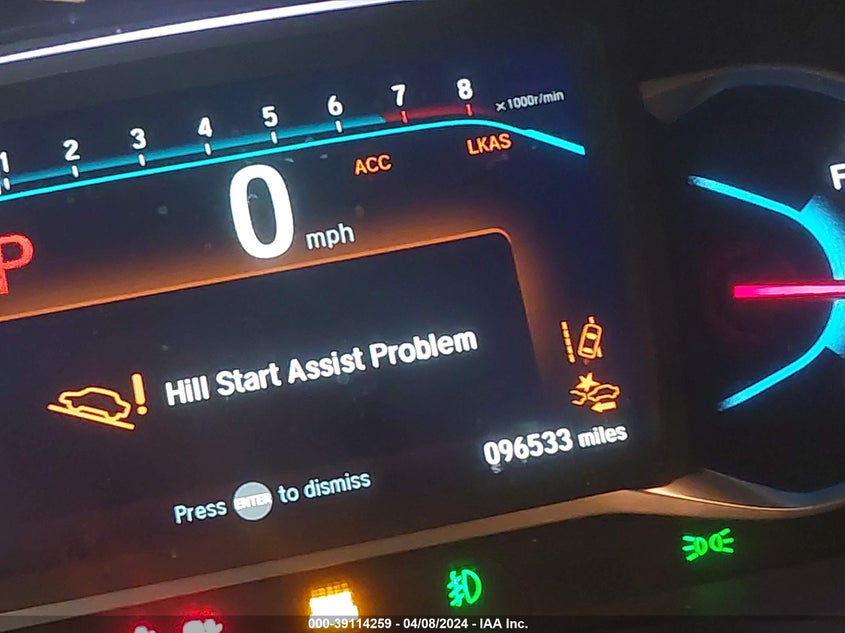 1 2 3 4 5 6 7 8 x1000r/min
ACC LKAS
0 mph
P
F
Hill Start Assist Problem
096533 miles
Press ENTER to dismiss
000-39114259 - 04/08/2024 - IAA Inc.